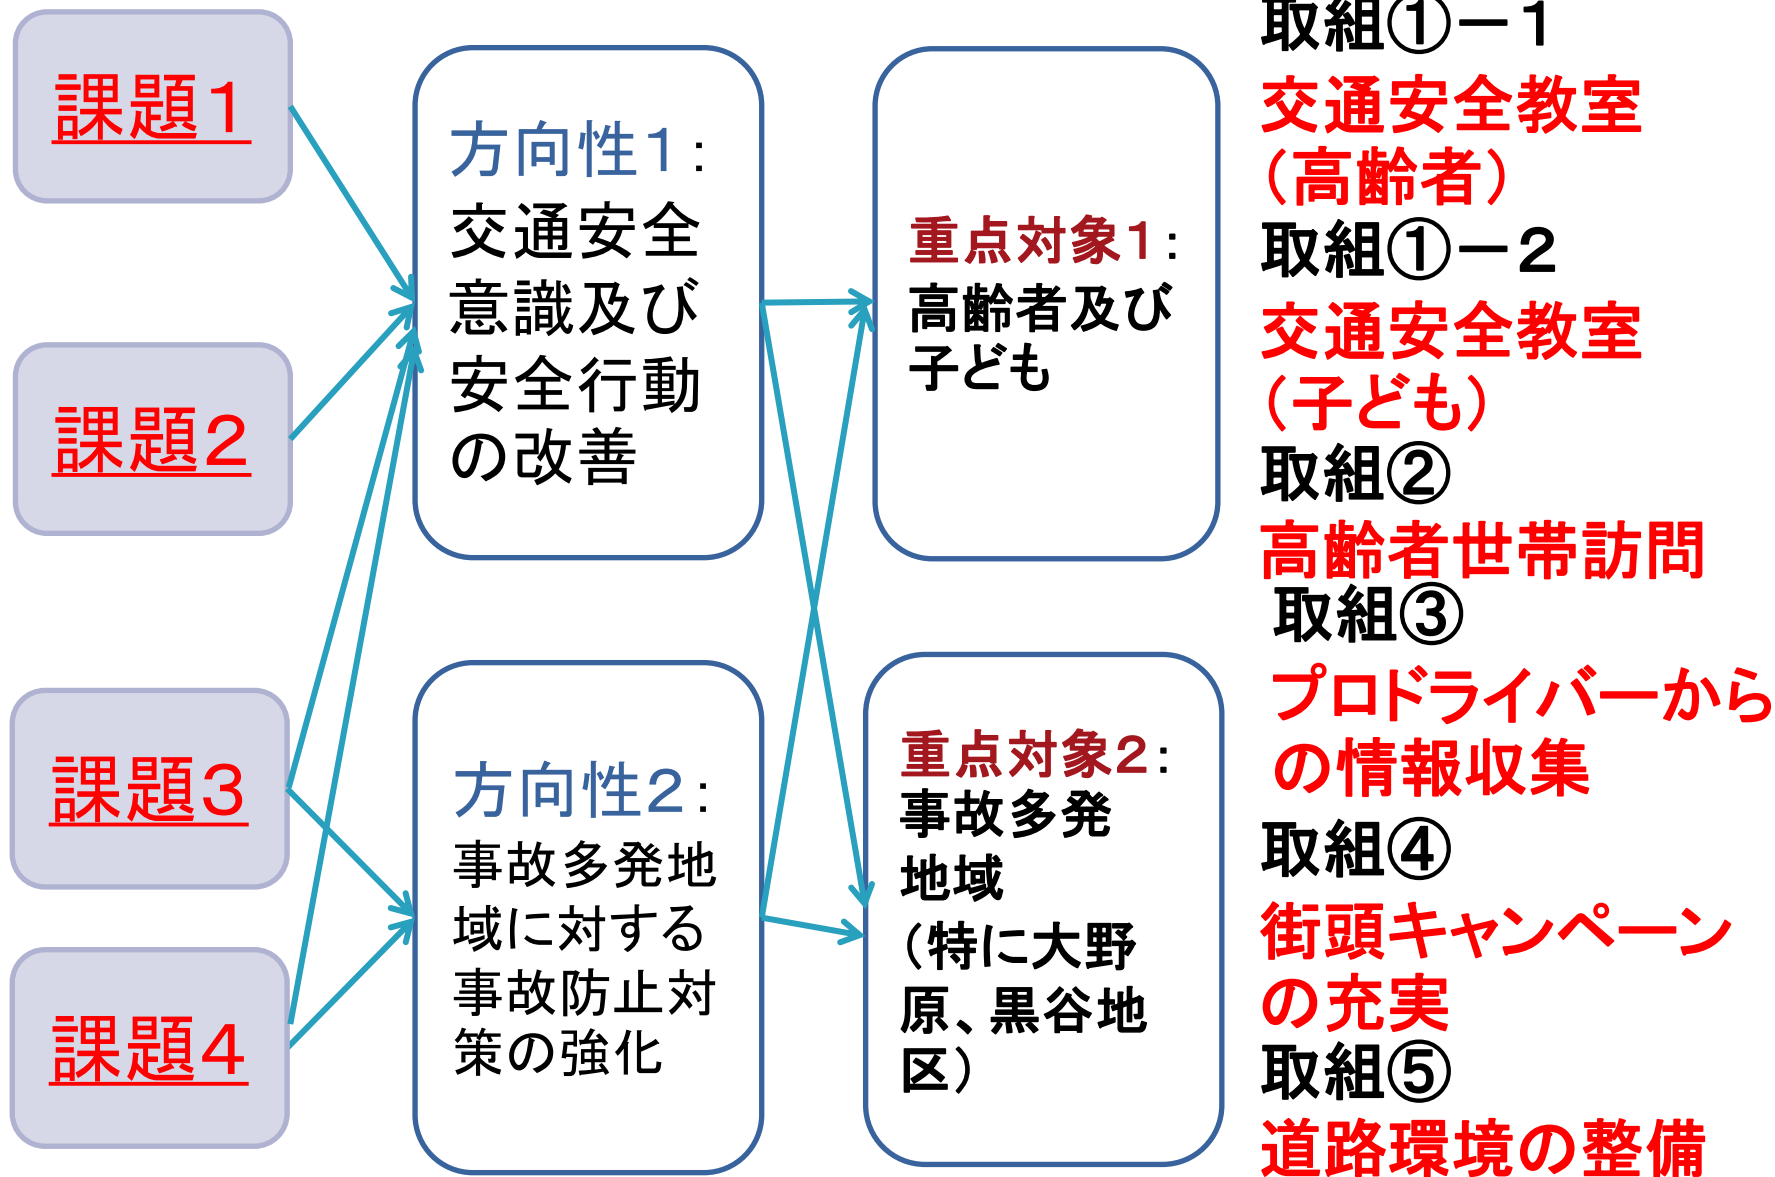 課題1
課題2
課題3
課題4
方向性1:
交通安全
意識及び
安全行動
の改善
方向性2:
事故多発地
域に対する
事故防止対
策の強化
重点対象1:
高齢者及び
子ども
重点対象2:
事故多発
地域
(特に大野
原、黒谷地
区)
取組①-1
交通安全教室
(高齢者)
取組①-2
交通安全教室
(子ども)
取組②
高齢者世帯訪問
取組③
プロドライバーから
の情報収集
取組④
街頭キャンペーン
の充実
取組⑤
道路環境の整備